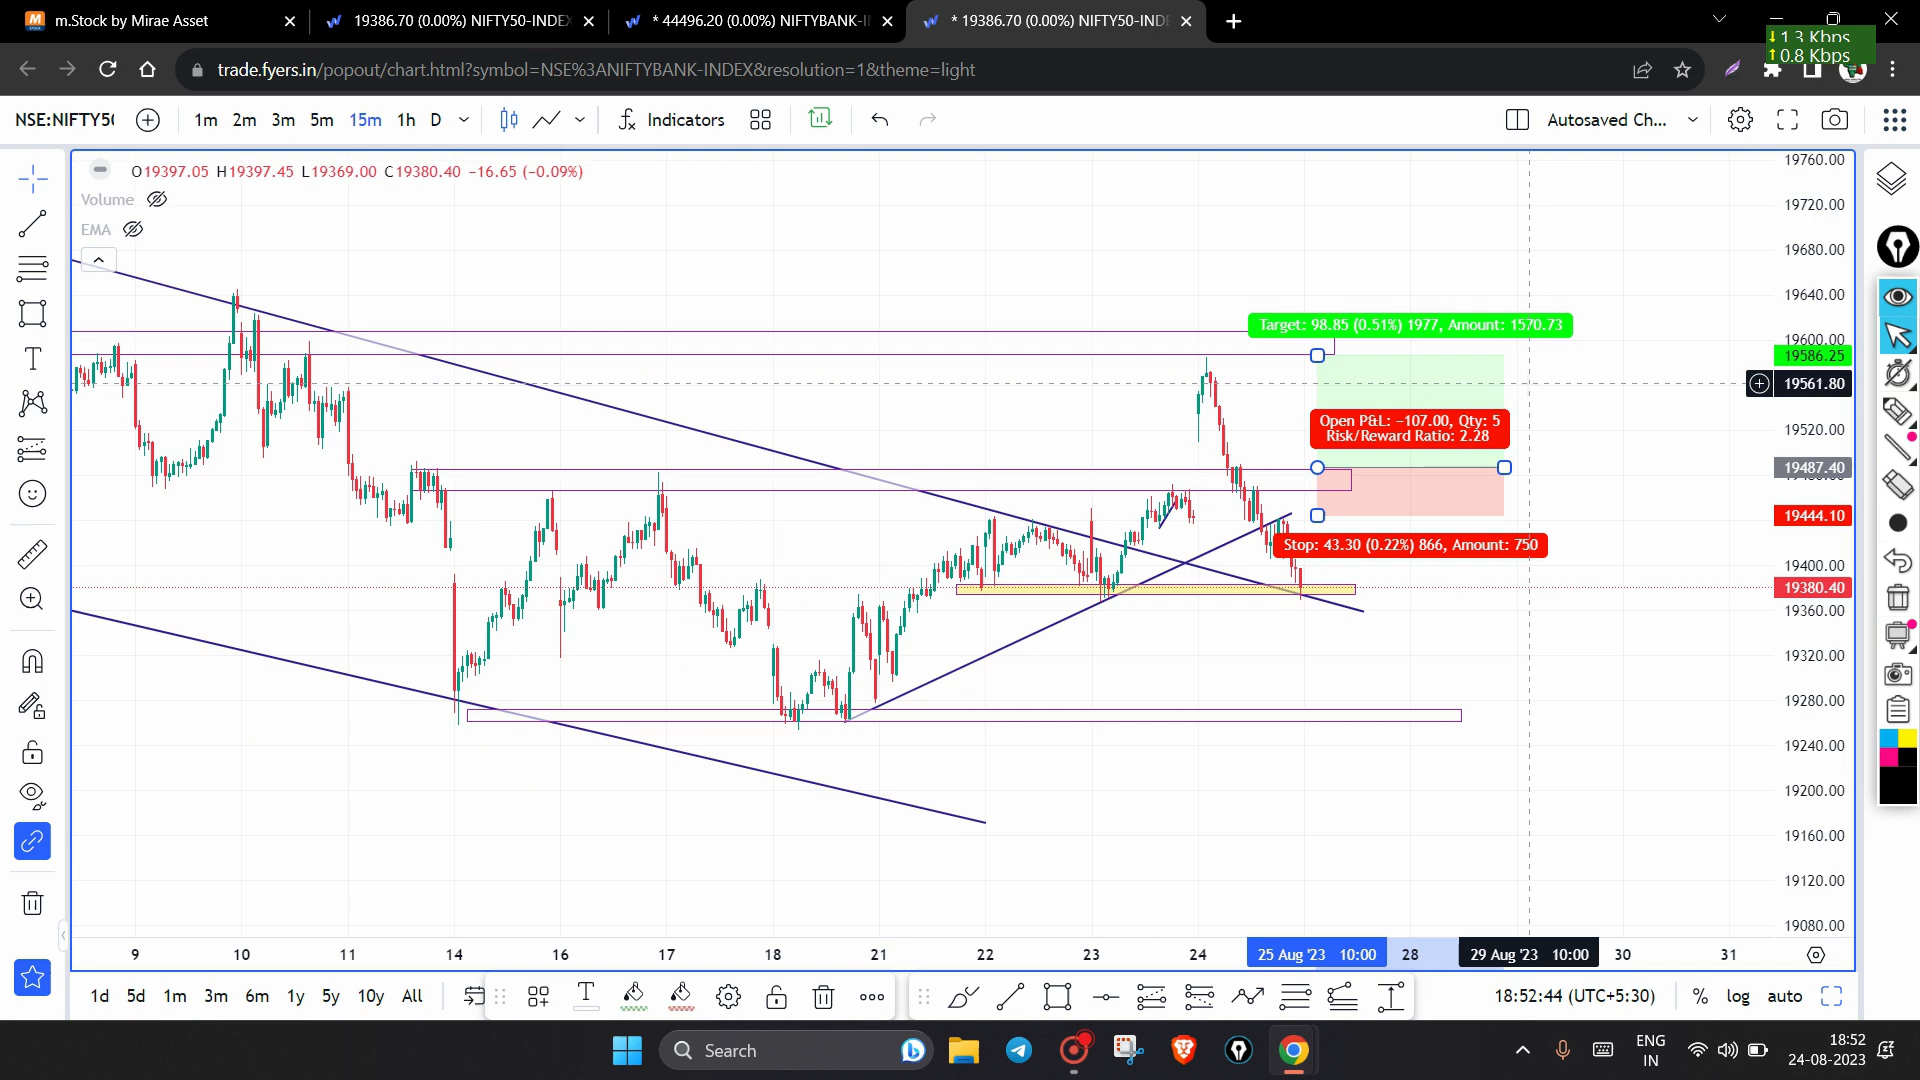 m.Stock by Mirae Asset
19386.70 (0.00%) NIFTY50-INDEX
* 44496.20 (0.00%) NIFTYBANK-I
* 19386.70 (0.00%) NIFTY50-INDE
1.3 Kbps
0.8 Kbps
trade.fyers.in/popout/chart.html?symbol=NSE%3ANIFTYBANK-INDEX&resolution=1&theme=light
NSE:NIFTY50 1m 2m 3m 5m 15m 1h D Indicators Autosaved Ch...
O19397.05 H19397.45 L19369.00 C19380.40 −16.65 (−0.09%)
Volume
EMA
19760.00
19720.00
19680.00
19640.00
Target: 98.85 (0.51%) 1977, Amount: 1570.73
19600.00
19586.25
19561.80
Open P&L: −107.00, Qty: 5
19520.00
Risk/Reward Ratio: 2.28
19487.40
19444.10
Stop: 43.30 (0.22%) 866, Amount: 750
19400.00
19380.40
19360.00
19320.00
19280.00
19240.00
19200.00
19160.00
19120.00
19080.00
9 10 11 14 16 17 18 21 22 23 24 25 Aug '23 10:00 28 29 Aug '23 10:00 30 31
1d 5d 1m 3m 6m 1y 5y 10y All T 18:52:44 (UTC+5:30) % log auto
Search
ENG
IN
18:52
24-08-2023